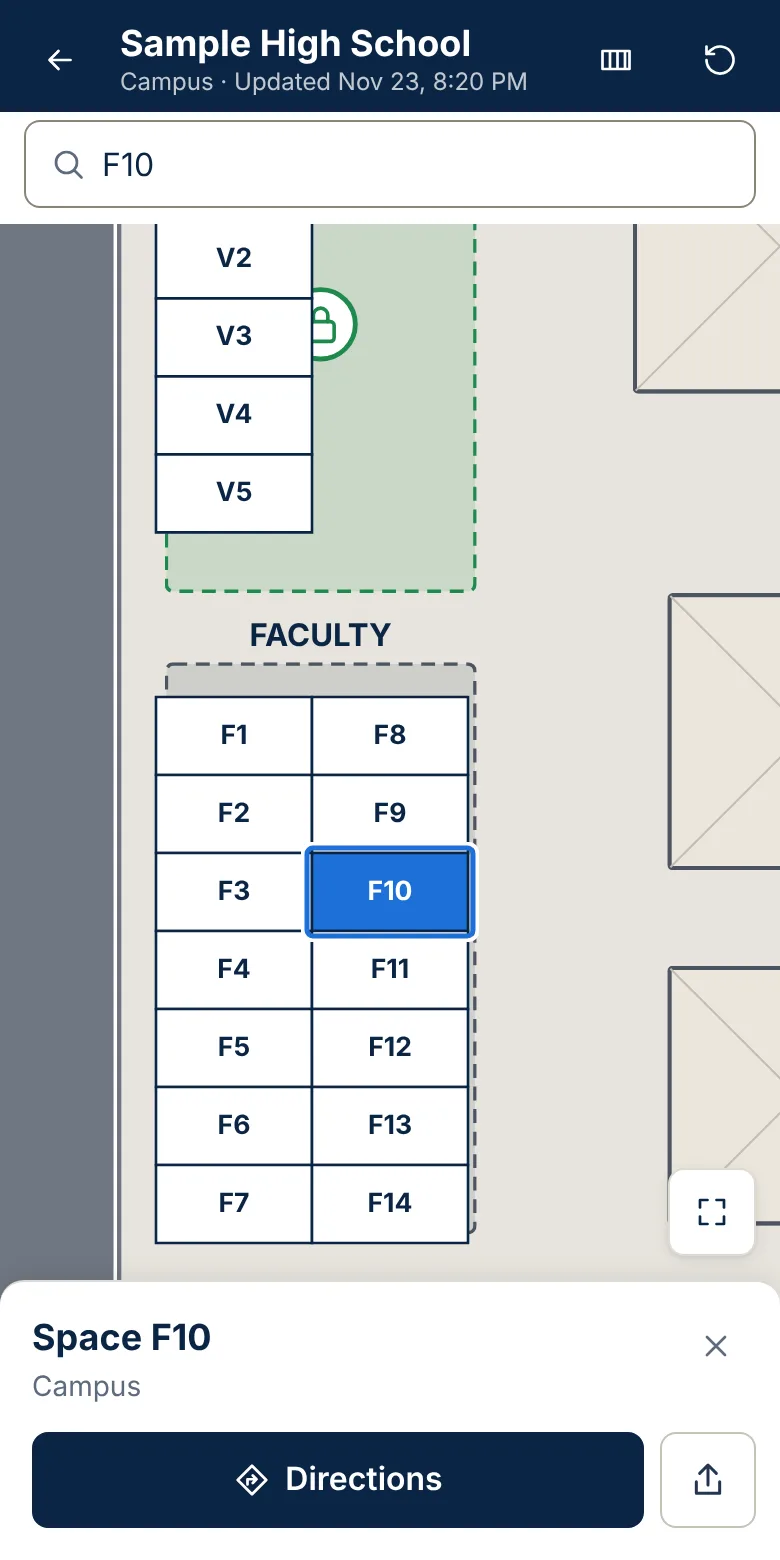 Sample High School
Campus · Updated Nov 23, 8:20 PM
F10
V2
V3
V4
V5
FACULTY
F1 F8
F2 F9
F3 F10
F4 F11
F5 F12
F6 F13
F7 F14
Space F10
Campus
Directions